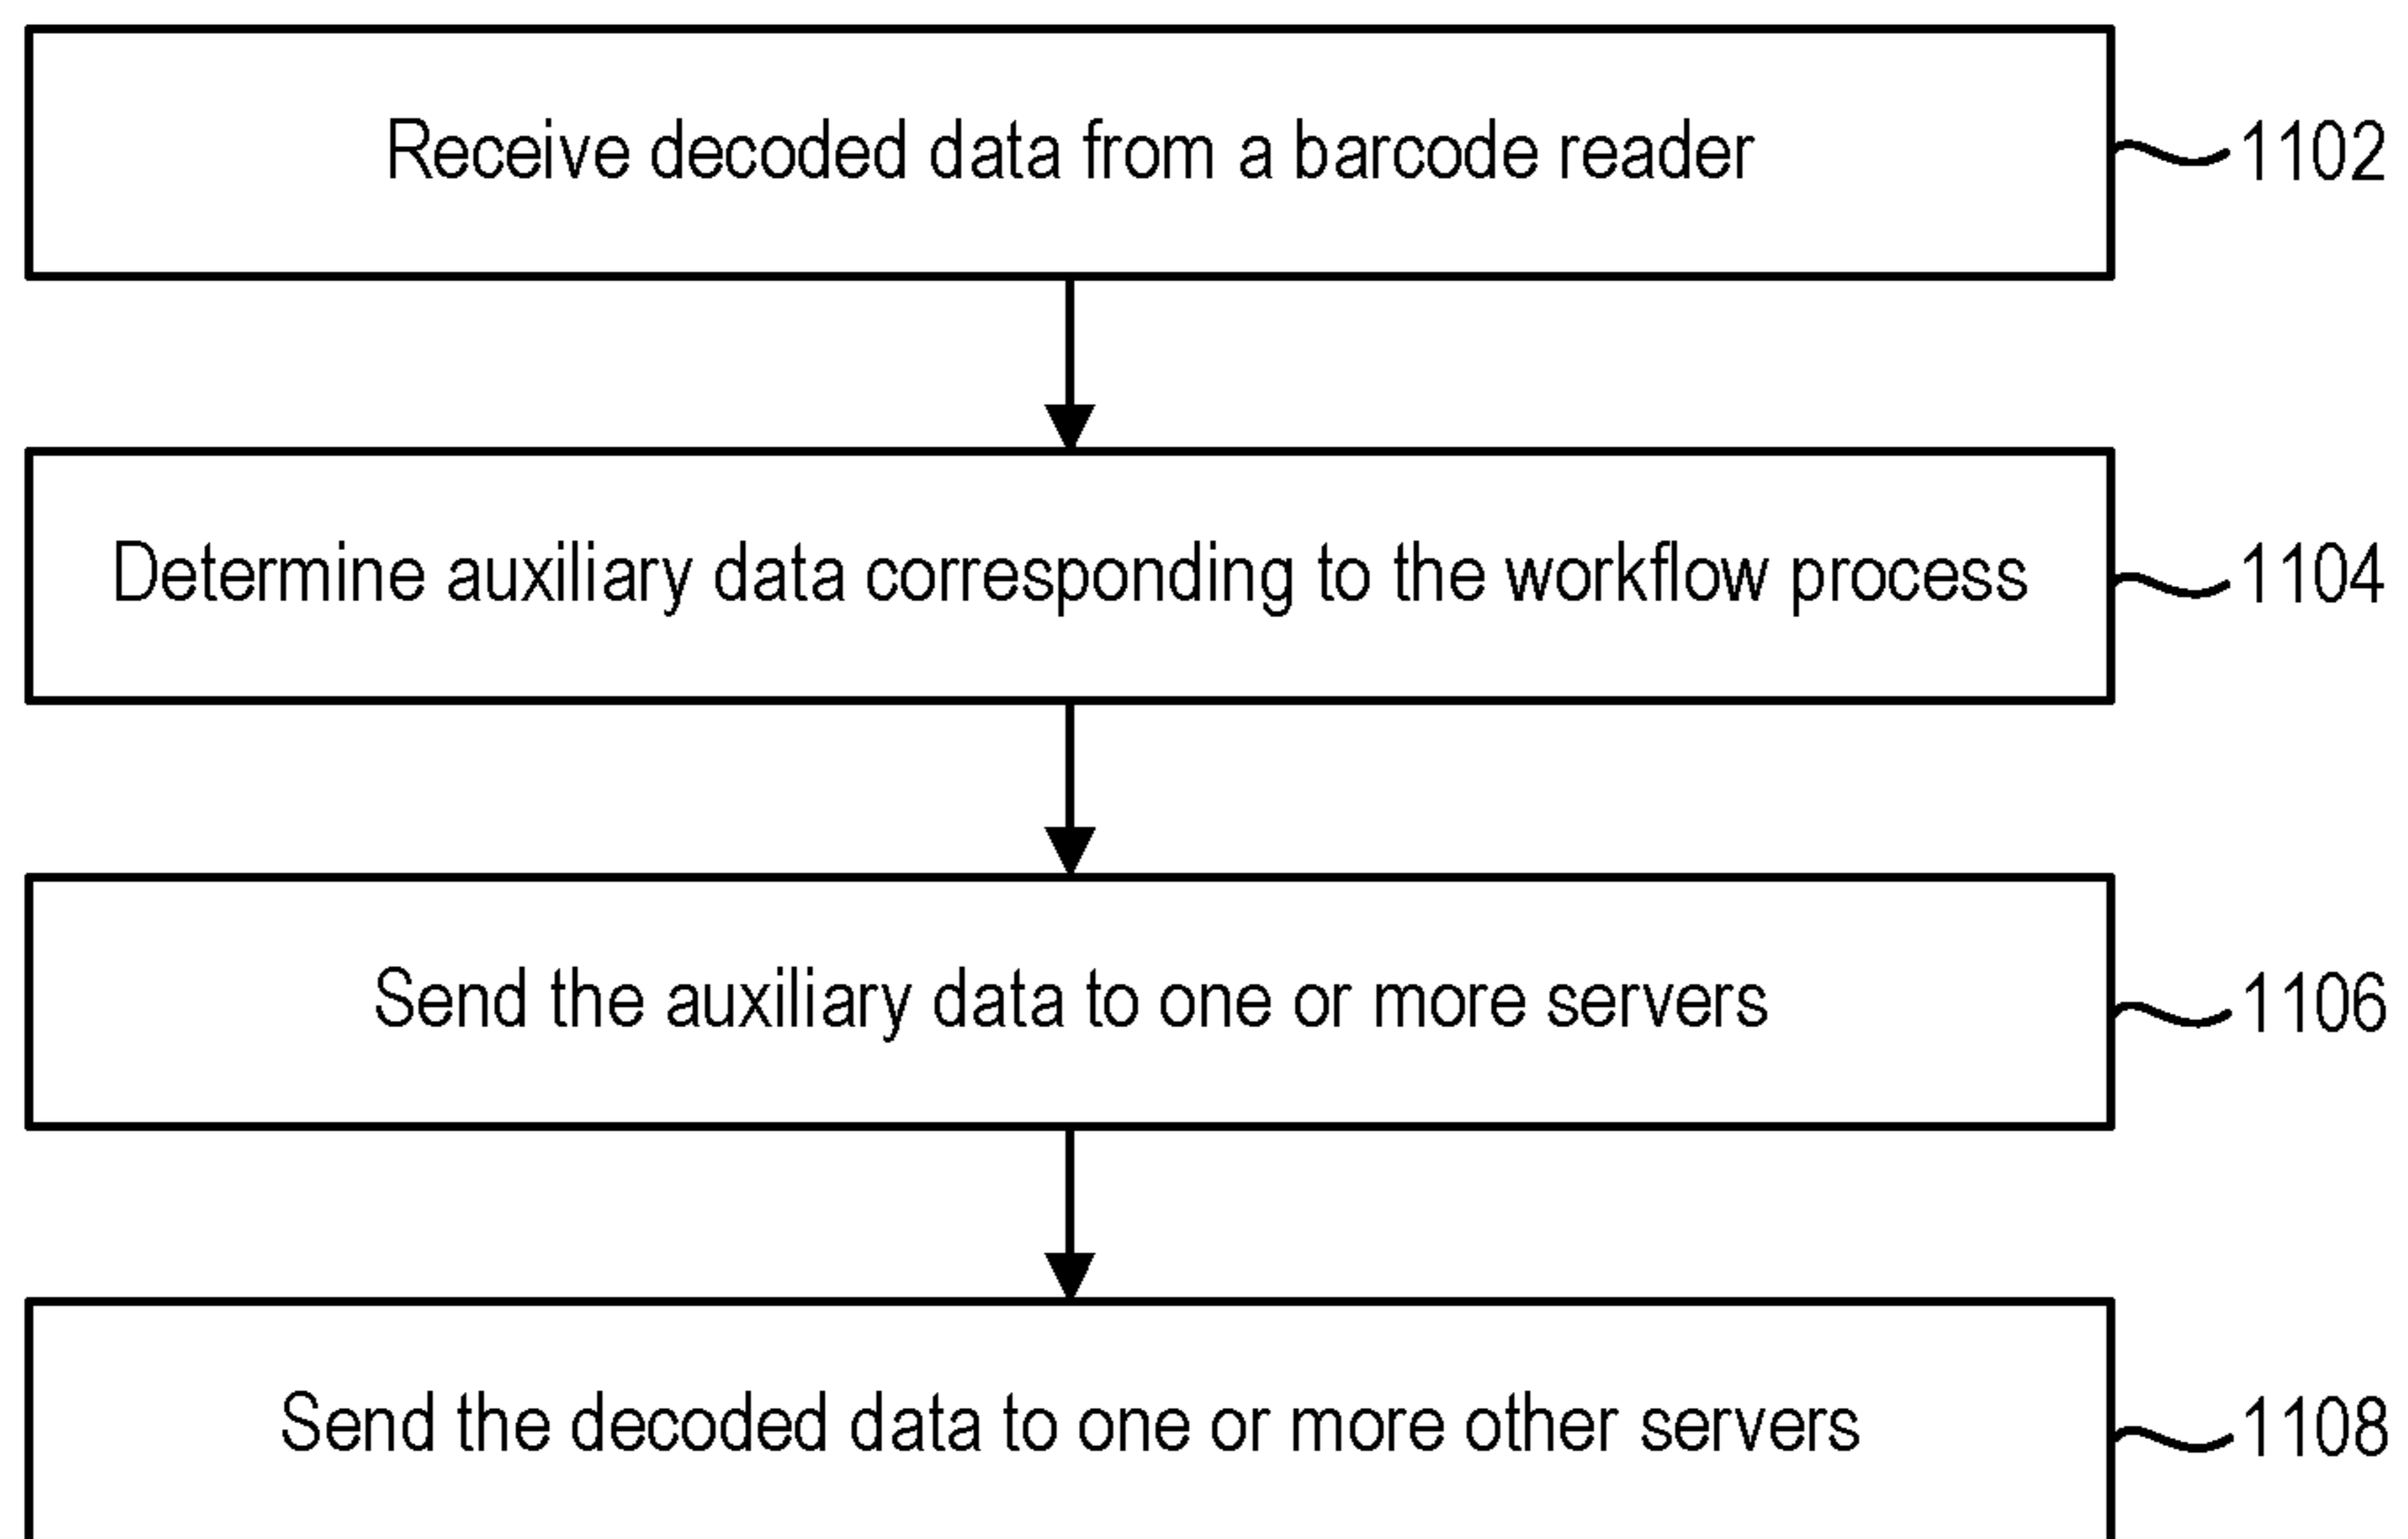 Receive decoded data from a barcode reader
1102
Determine auxiliary data corresponding to the workflow process
1104
Send the auxiliary data to one or more servers
1106
Send the decoded data to one or more other servers
1108